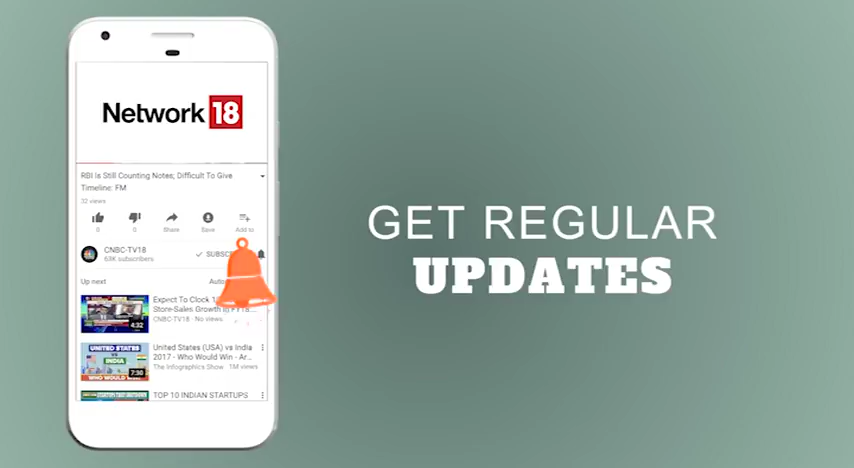 Network 18
RBI Is Still Counting Notes; Difficult To Give
Timeline: FM
32 views
0
0
Share
Save
Add to
CNBC-TV18
68K subscribers
Up next
Expect To Clock
Store-Sales Growth
CNBC-TV18 · No views
4:32
United States (USA) vs India
2017 - Who Would Win - Ar...
The Infographics Show
1M views
UNITED STATES
VS
INDIA
7:30
TOP 10 INDIAN STARTUPS
GET REGULAR
UPDATES